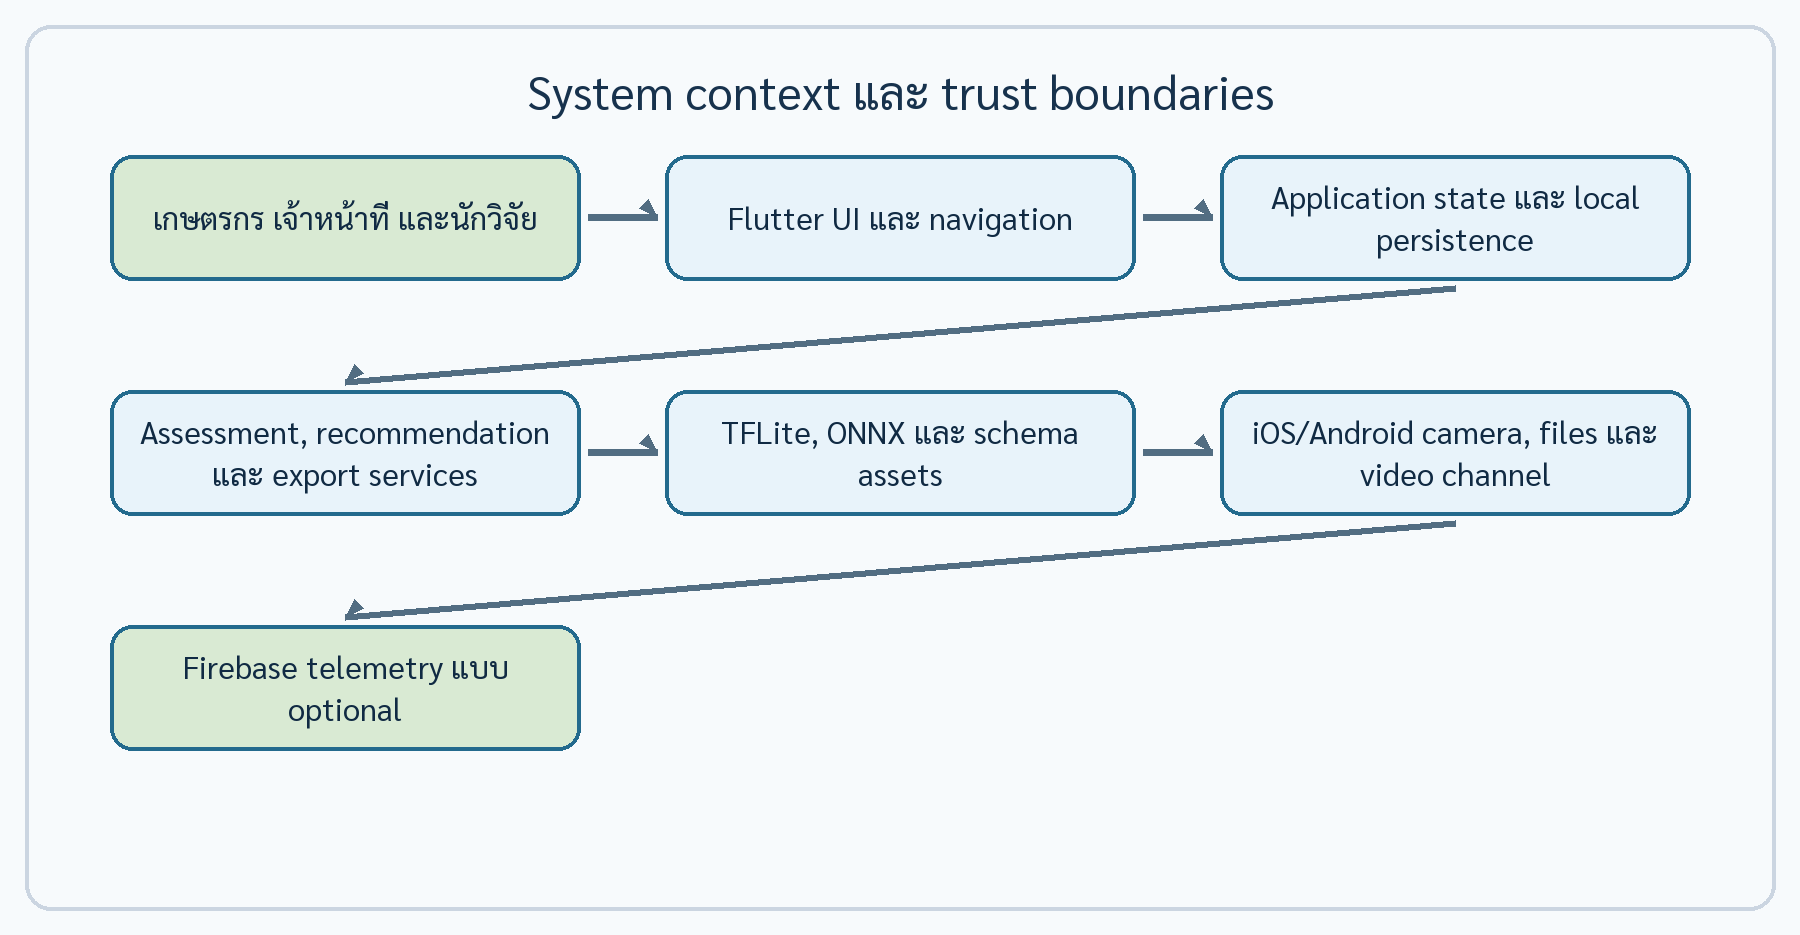 System context และ trust boundaries
เกษตรกร เจ้าหน้าที่ และนักวิจัย
Flutter UI และ navigation
Application state และ local
persistence
Assessment, recommendation
และ export services
TFLite, ONNX และ schema
assets
iOS/Android camera, files และ
video channel
Firebase telemetry แบบ
optional